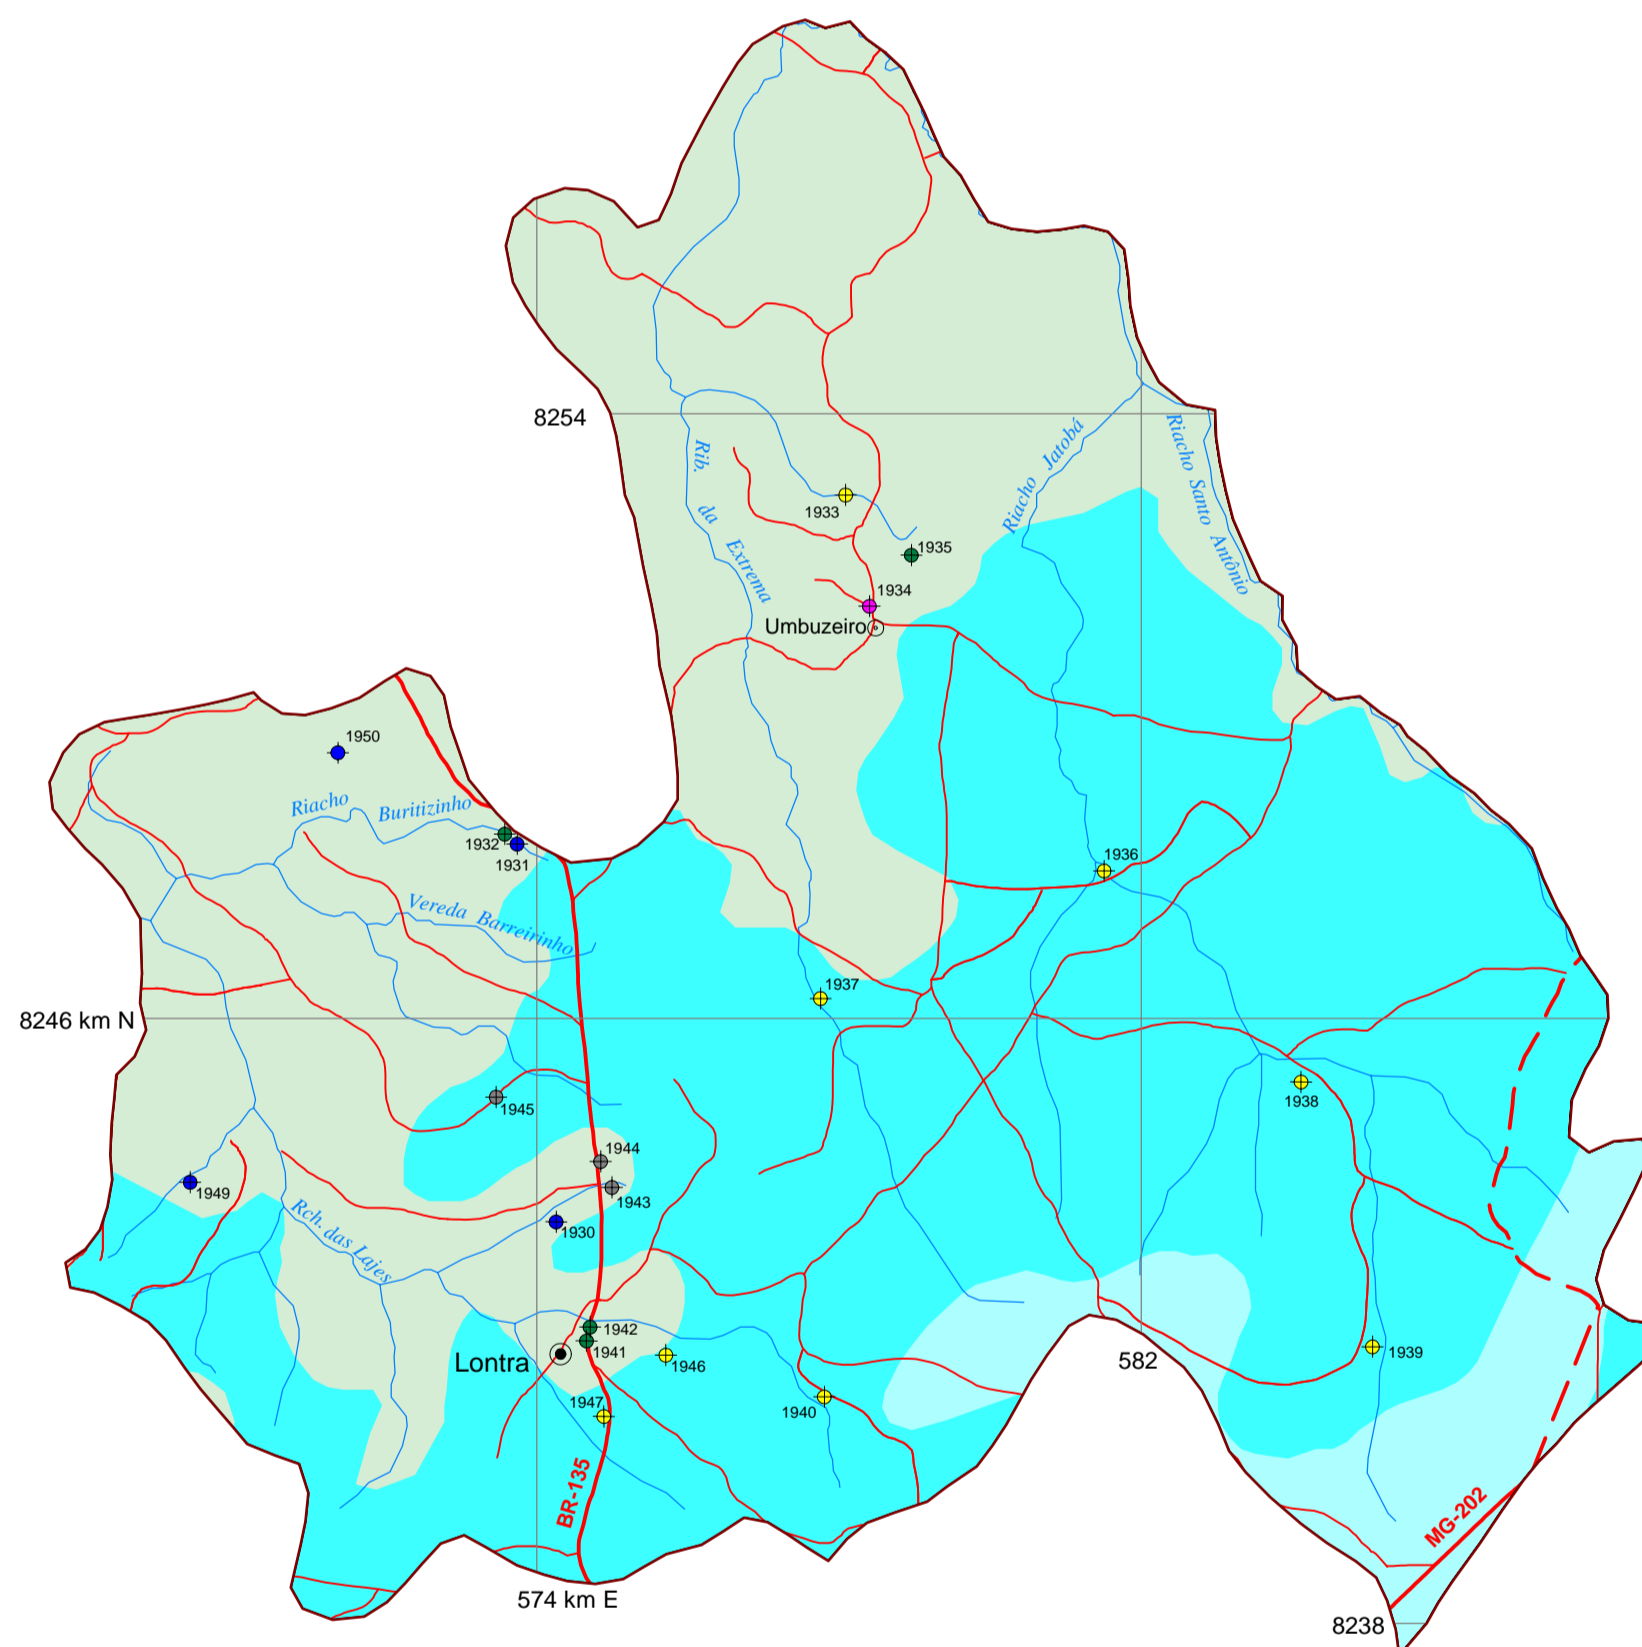 8254
Rib. da Extrema
Riacho Jatobá
Riacho Santo Antônio
1933
1935
1934
Umbuzeiro
1950
Riacho Buritizinho
1932
1931
1936
Vereda Barreirinho
1937
8246 km N
1938
1945
1944
1943
1949
1930
Rch. das Lajes
1942
1941
Lontra
1946
1939
582
1947
1940
BR-135
MG-202
574 km E
8238